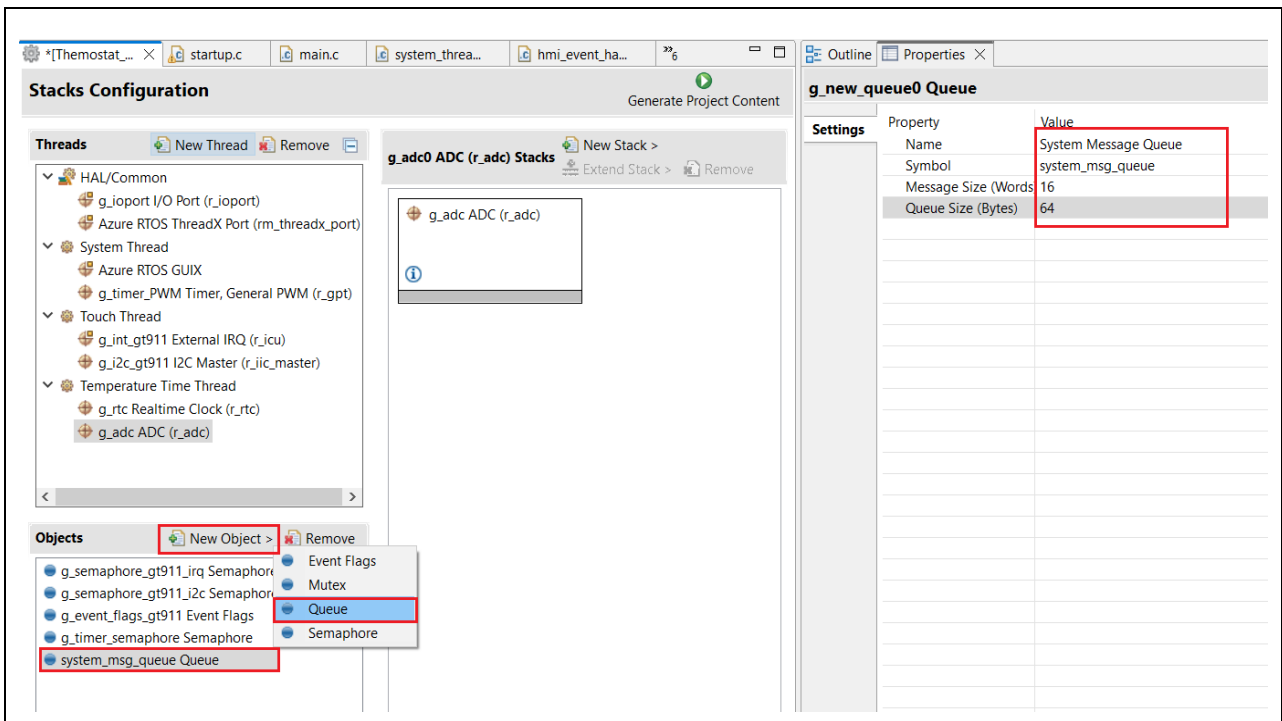 *[Themostat_... startup.c main.c system_threa... hmi_event_ha... »6
Outline Properties
Stacks Configuration
Generate Project Content
Threads New Thread Remove
HAL/Common
g_ioport I/O Port (r_ioport)
Azure RTOS ThreadX Port (rm_threadx_port)
System Thread
Azure RTOS GUIX
g_timer_PWM Timer, General PWM (r_gpt)
Touch Thread
g_int_gt911 External IRQ (r_icu)
g_i2c_gt911 I2C Master (r_iic_master)
Temperature Time Thread
g_rtc Realtime Clock (r_rtc)
g_adc ADC (r_adc)
g_adc0 ADC (r_adc) Stacks
New Stack >
Extend Stack > Remove
g_adc ADC (r_adc)
Objects New Object > Remove
g_semaphore_gt911_irq Semaphore
g_semaphore_gt911_i2c Semaphor
g_event_flags_gt911 Event Flags
g_timer_semaphore Semaphore
system_msg_queue Queue
Event Flags
Mutex
Queue
Semaphore
g_new_queue0 Queue
Settings
Property Value
Name System Message Queue
Symbol system_msg_queue
Message Size (Words 16
Queue Size (Bytes) 64